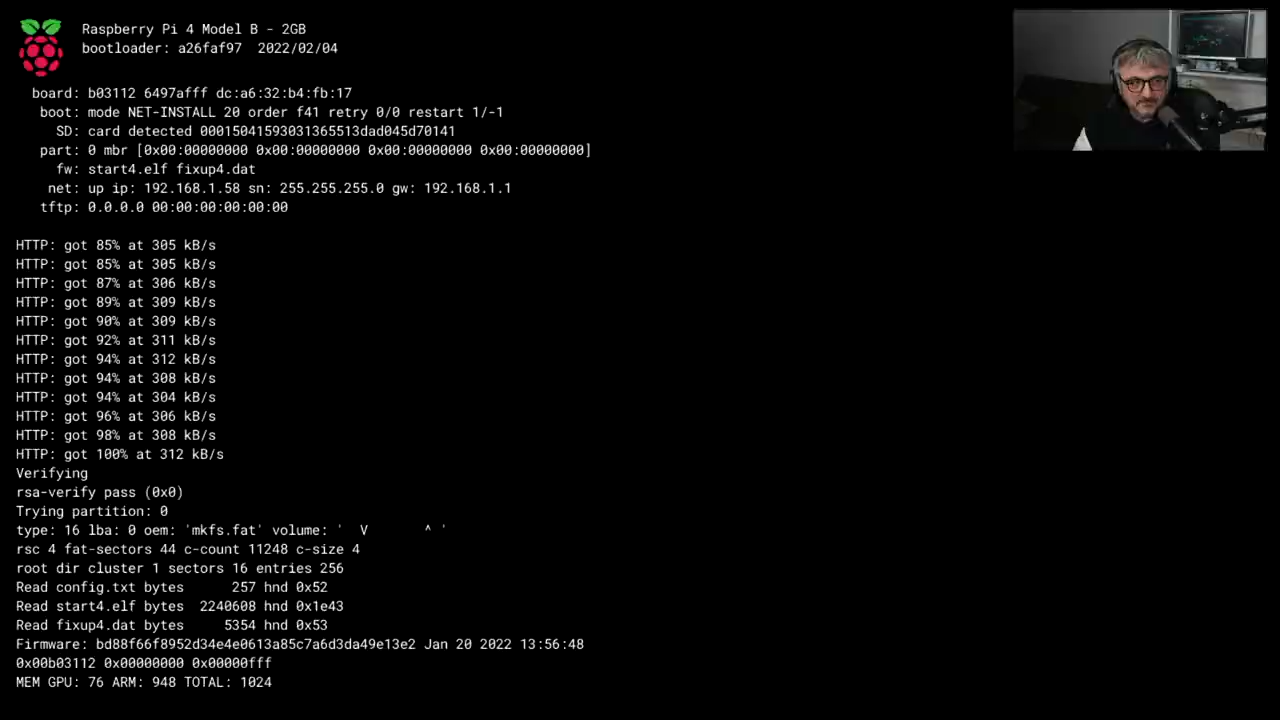 Raspberry Pi 4 Model B - 2GB
bootloader: a26faf97 2022/02/04
board: b03112 6497afff dc:a6:32:b4:fb:17
boot: mode NET-INSTALL 20 order f41 retry 0/0 restart 1/-1
SD: card detected 00015041593031365513dad045d70141
part: 0 mbr [0x00:00000000 0x00:00000000 0x00:00000000 0x00:00000000]
fw: start4.elf fixup4.dat
net: up ip: 192.168.1.58 sn: 255.255.255.0 gw: 192.168.1.1
tftp: 0.0.0.0 00:00:00:00:00:00
HTTP: got 85% at 305 kB/s
HTTP: got 85% at 305 kB/s
HTTP: got 87% at 306 kB/s
HTTP: got 89% at 309 kB/s
HTTP: got 90% at 309 kB/s
HTTP: got 92% at 311 kB/s
HTTP: got 94% at 312 kB/s
HTTP: got 94% at 308 kB/s
HTTP: got 94% at 304 kB/s
HTTP: got 96% at 306 kB/s
HTTP: got 98% at 308 kB/s
HTTP: got 100% at 312 kB/s
Verifying
rsa-verify pass (0x0)
Trying partition: 0
type: 16 lba: 0 oem: 'mkfs.fat' volume: '  V       ^ '
rsc 4 fat-sectors 44 c-count 11248 c-size 4
root dir cluster 1 sectors 16 entries 256
Read config.txt bytes      257 hnd 0x52
Read start4.elf bytes  2240608 hnd 0x1e43
Read fixup4.dat bytes     5354 hnd 0x53
Firmware: bd88f66f8952d34e4e0613a85c7a6d3da49e13e2 Jan 20 2022 13:56:48
0x00b03112 0x00000000 0x00000fff
MEM GPU: 76 ARM: 948 TOTAL: 1024